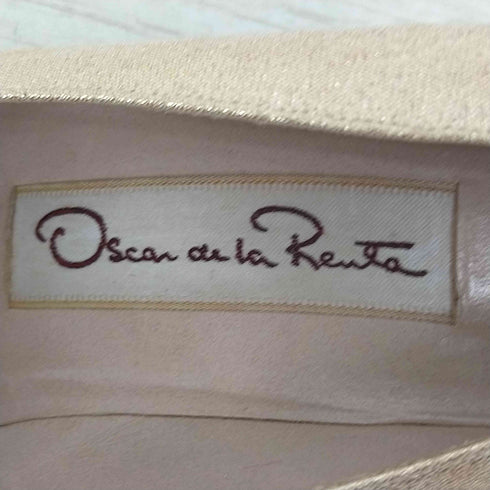 Oscar de la Renta